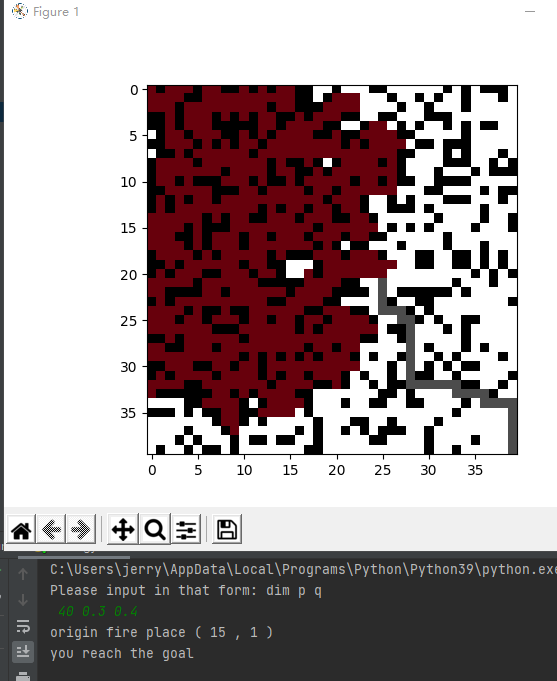 Figure 1
0
5
10
15
20
25
30
35
0 5 10 15 20 25 30 35
C:\Users\jerry\AppData\Local\Programs\Python\Python39\python.exe
Please input in that form: dim p q
40 0.3 0.4
origin fire place ( 15 , 1 )
you reach the goal